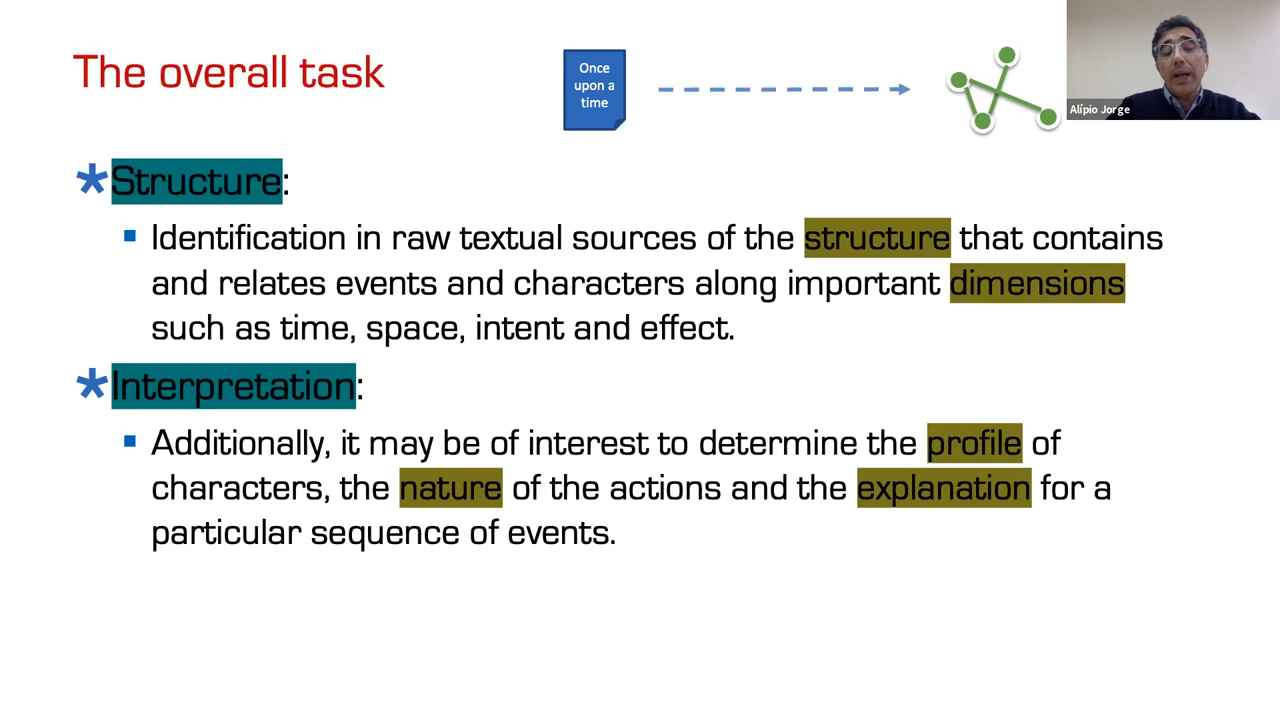 The overall task
Once
upon a
time
Alípio Jorge
*Structure:
Identification in raw textual sources of the structure that contains
and relates events and characters along important dimensions
such as time, space, intent and effect.
*Interpretation:
Additionally, it may be of interest to determine the profile of
characters, the nature of the actions and the explanation for a
particular sequence of events.